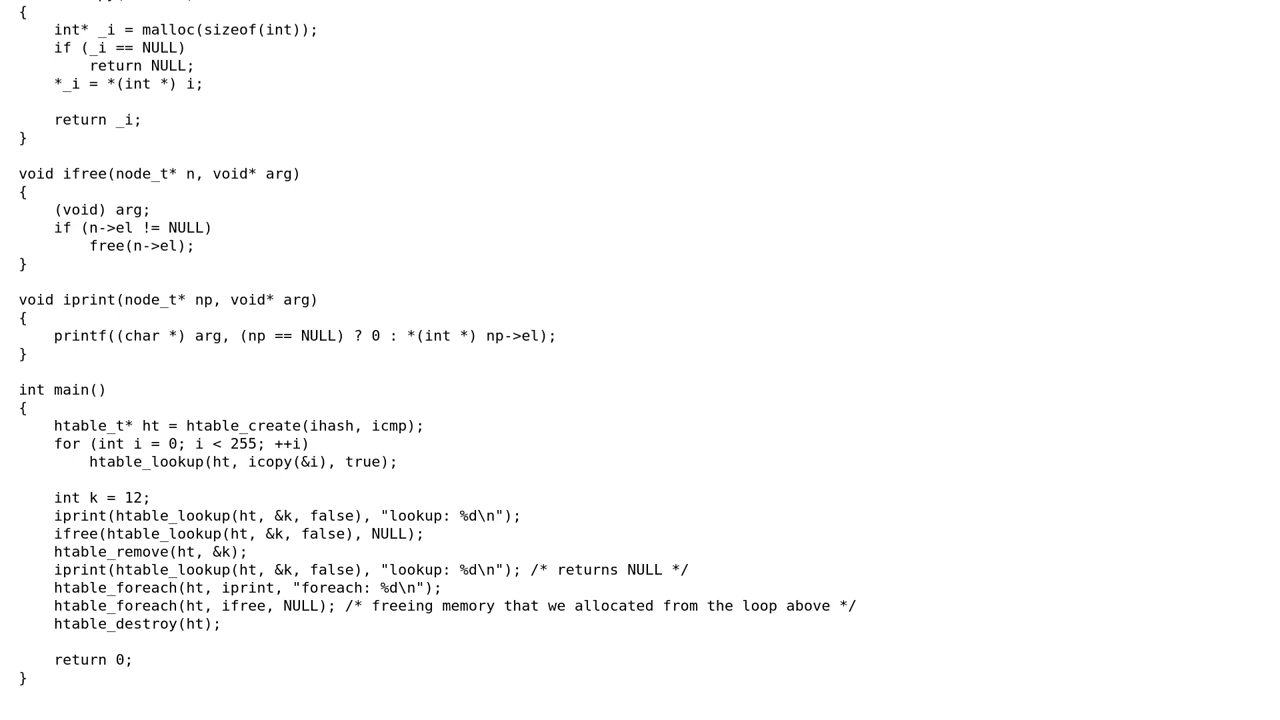 {
    int* _i = malloc(sizeof(int));
    if (_i == NULL)
        return NULL;
    *_i = *(int *) i;

    return _i;
}

void ifree(node_t* n, void* arg)
{
    (void) arg;
    if (n->el != NULL)
        free(n->el);
}

void iprint(node_t* np, void* arg)
{
    printf((char *) arg, (np == NULL) ? 0 : *(int *) np->el);
}

int main()
{
    htable_t* ht = htable_create(ihash, icmp);
    for (int i = 0; i < 255; ++i)
        htable_lookup(ht, icopy(&i), true);

    int k = 12;
    iprint(htable_lookup(ht, &k, false), "lookup: %d\n");
    ifree(htable_lookup(ht, &k, false), NULL);
    htable_remove(ht, &k);
    iprint(htable_lookup(ht, &k, false), "lookup: %d\n"); /* returns NULL */
    htable_foreach(ht, iprint, "foreach: %d\n");
    htable_foreach(ht, ifree, NULL); /* freeing memory that we allocated from the loop above */
    htable_destroy(ht);

    return 0;
}